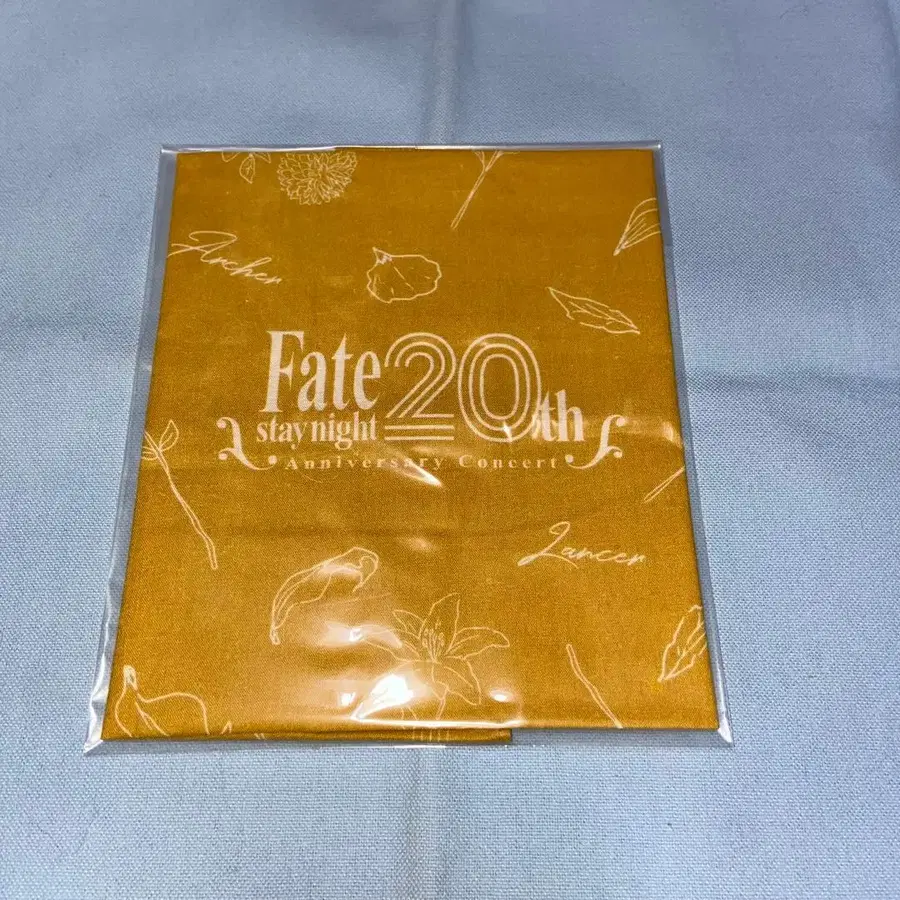 Archer
Fate 20th
stay night
Anniversary Concert
Lancer